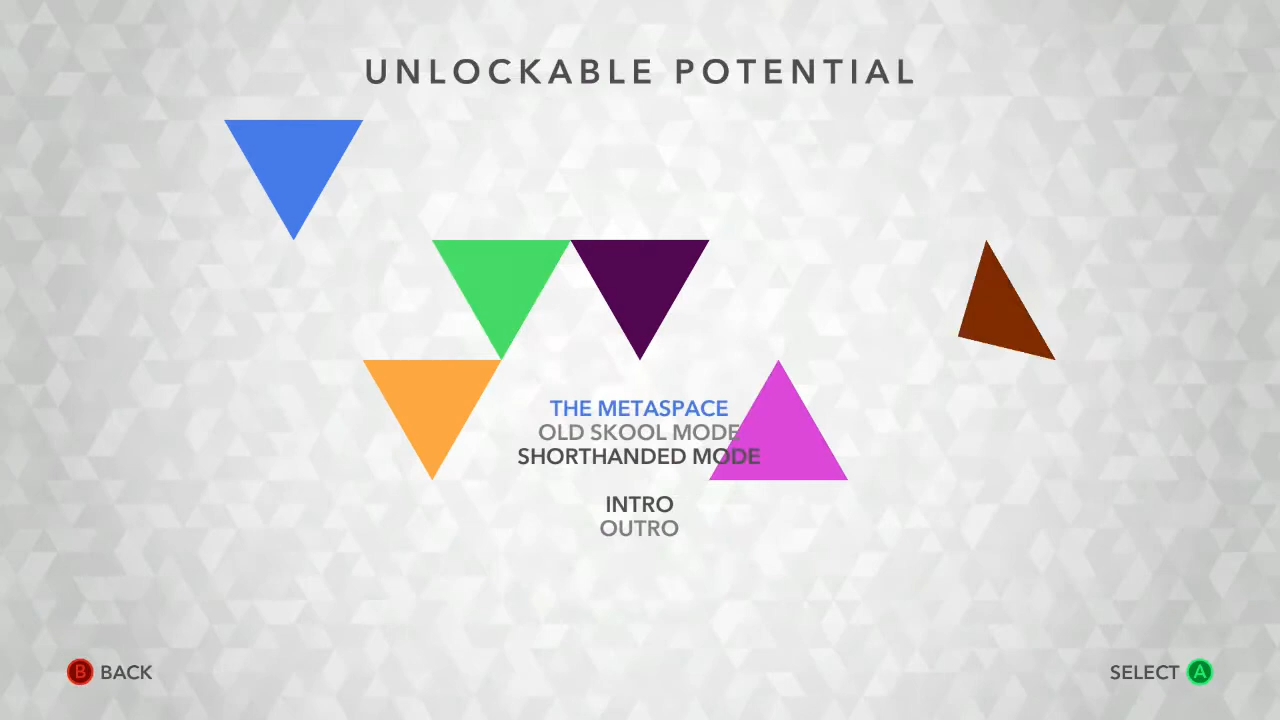 UNLOCKABLE POTENTIAL
THE METASPACE
OLD SKOOL MODE
SHORTHANDED MODE
INTRO
OUTRO
B BACK
SELECT A